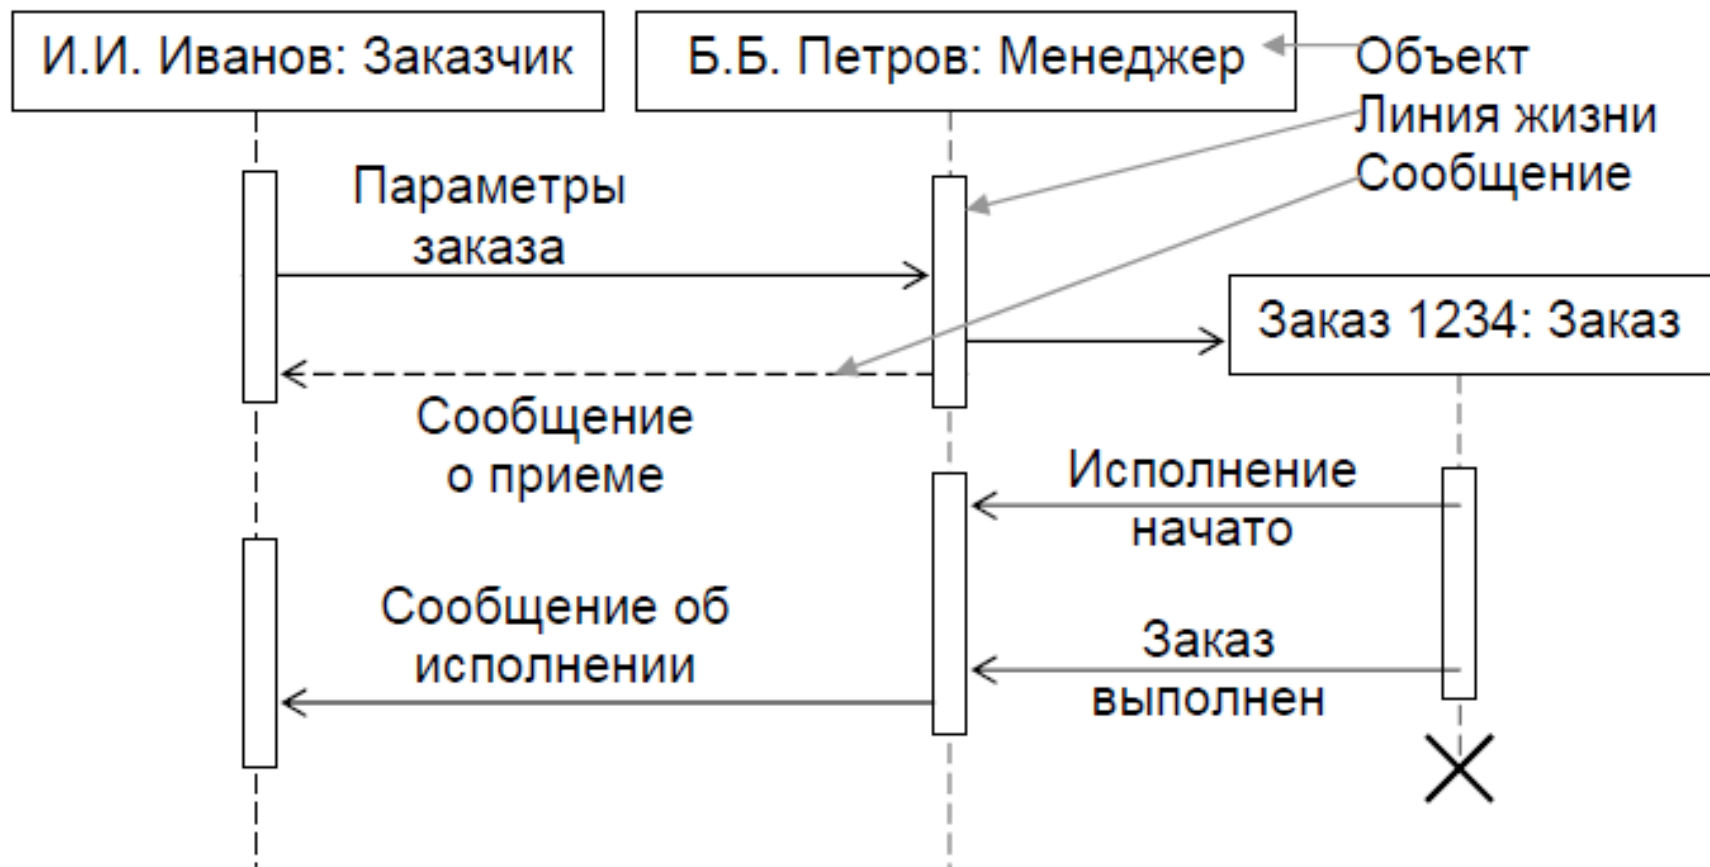 И.И. Иванов: Заказчик
Б.Б. Петров: Менеджер
Объект
Линия жизни
Сообщение
Параметры
заказа
Заказ 1234: Заказ
Сообщение
о приеме
Исполнение
начато
Сообщение об
исполнении
Заказ
выполнен